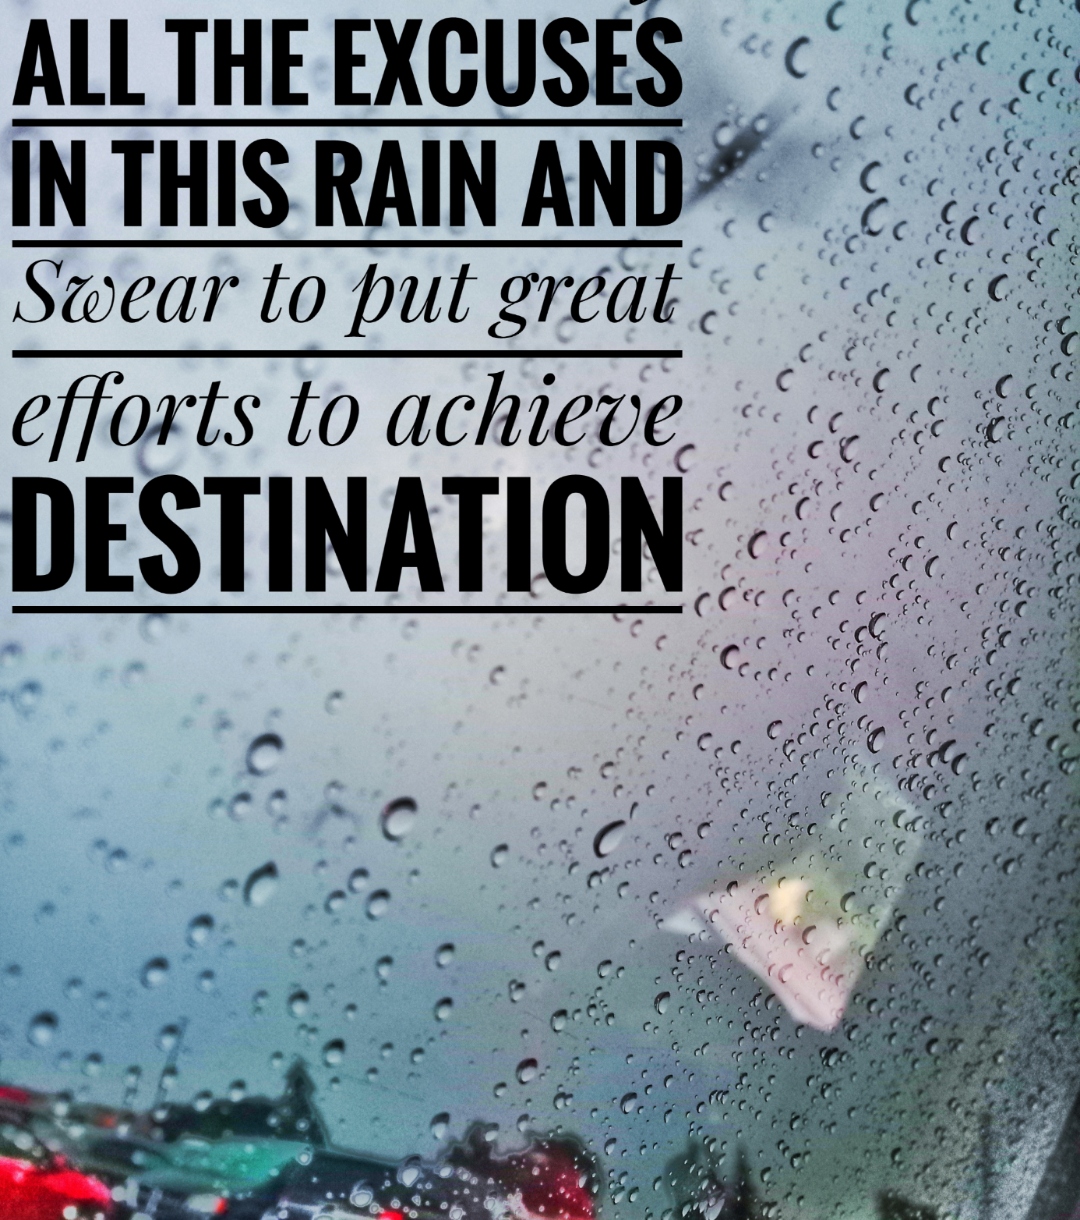 ALL THE EXCUSES
IN THIS RAIN AND
Swear to put great
efforts to achieve
DESTINATION